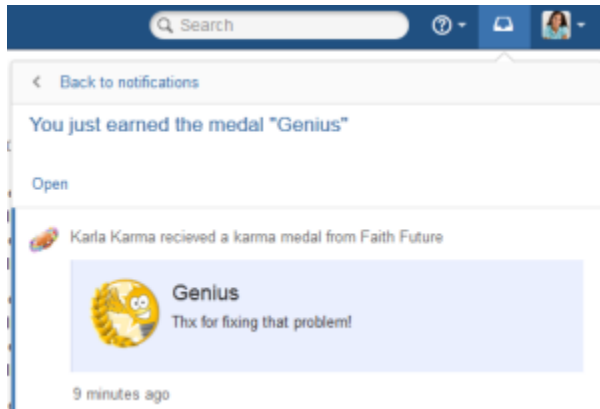 Search
Back to notifications
You just earned the medal "Genius"
Open
Karla Karma recieved a karma medal from Faith Future
Genius
Thx for fixing that problem!
9 minutes ago